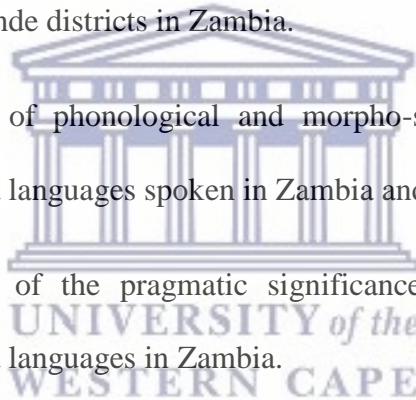 nde districts in Zambia.
of phonological and morpho-s
languages spoken in Zambia and
of the pragmatic significance
UNIVERSITY of the
languages in Zambia.
WESTERN CAPE